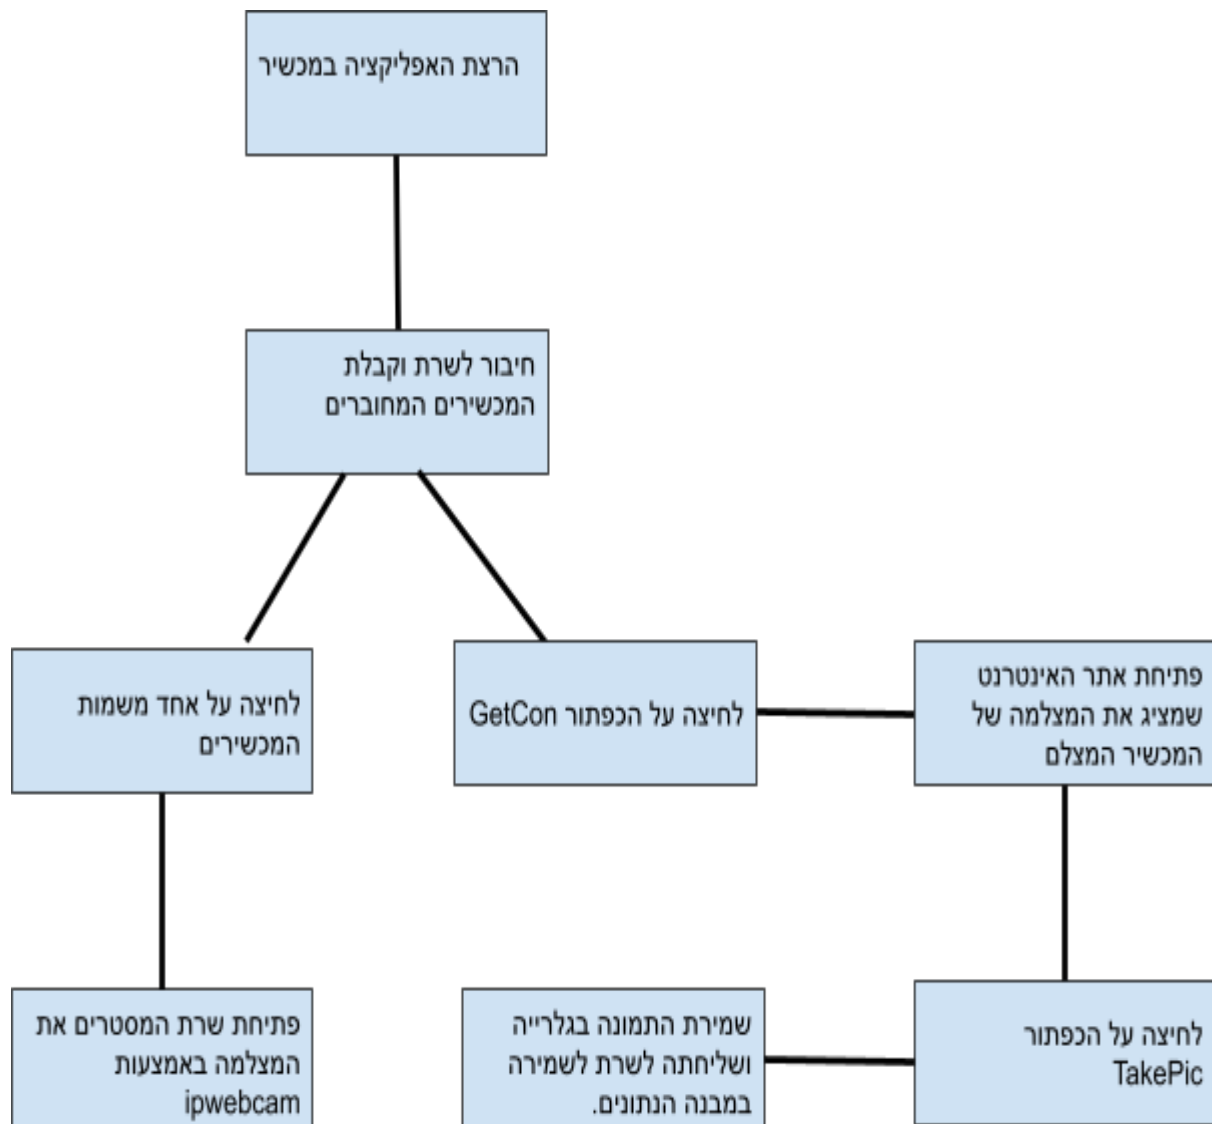 הרצת האפליקציה במכשיר
חיבור לשרת וקבלת
המכשירים המחוברים
לחיצה על אחד משמות
המכשירים
לחיצה על הכפתור GetCon
פתיחת אתר האינטרנט
שמציג את המצלמה של
המכשיר המצלם
פתיחת שרת המסטרים את
המצלמה באמצעות
ipwebcam
שמירת התמונה בגלרייה
ושליחתה לשרת לשמירה
במבנה הנתונים.
לחיצה על הכפתור
TakePic